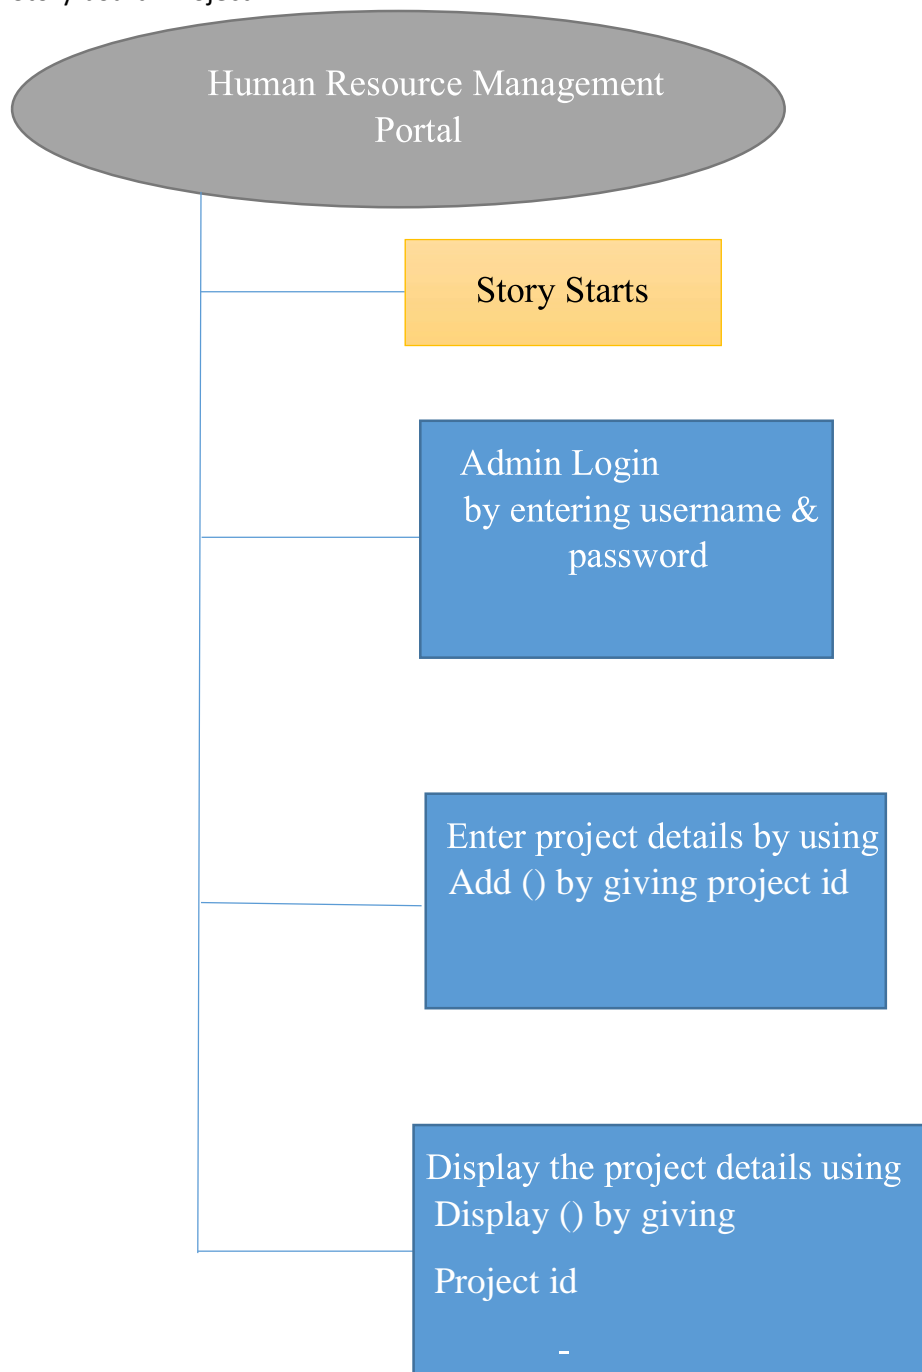 Human Resource Management
Portal
Story Starts
Admin Login
by entering username &
password
Enter project details by using
Add () by giving project id
Display the project details using
Display () by giving
Project id
-